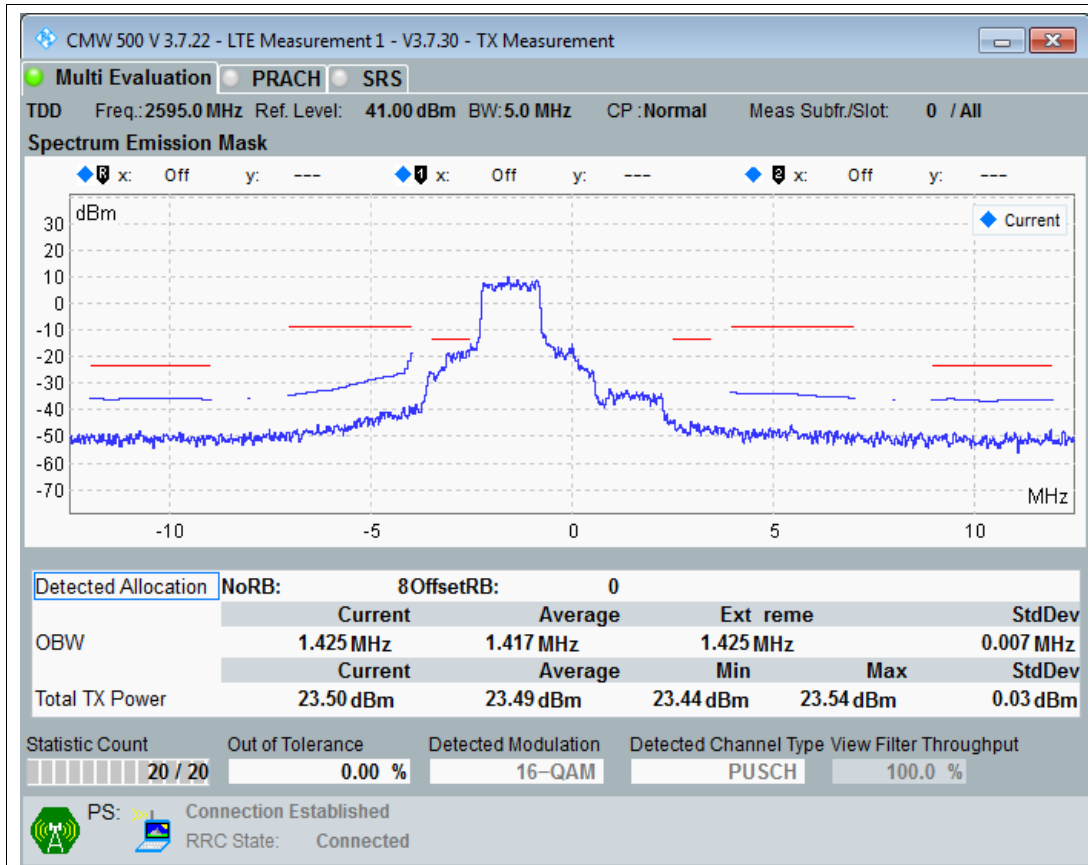 CMW 500 V 3.7.22 - LTE Measurement 1 - V3.7.30 - TX Measurement
Multi Evaluation PRACH SRS
TDD Freq.: 2595.0 MHz Ref. Level: 41.00 dBm BW: 5.0 MHz CP : Normal Meas Subfr./Slot: 0 / All
Spectrum Emission Mask
R x: Off y: --- 1 x: Off y: --- 2 x: Off y: ---
dBm
Current
30
20
10
0
-10
-20
-30
-40
-50
-60
-70
MHz
-10 -5 0 5 10
Detected Allocation NoRB: 8 OffsetRB: 0
Current Average Ext reme StdDev
OBW 1.425 MHz 1.417 MHz 1.425 MHz 0.007 MHz
Current Average Min Max StdDev
Total TX Power 23.50 dBm 23.49 dBm 23.44 dBm 23.54 dBm 0.03 dBm
Statistic Count Out of Tolerance Detected Modulation Detected Channel Type View Filter Throughput
20 / 20 0.00 % 16-QAM PUSCH 100.0 %
PS: Connection Established
RRC State: Connected